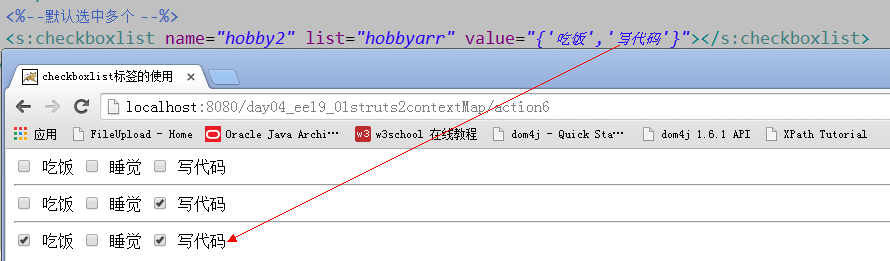 <%--默认选中多个 --%>
<s:checkboxlist name="hobby2" list="hobbyarr" value="{'吃饭','写代码'}"></s:checkboxlist>
checkboxlist标签的使用
localhost:8080/day04_ee19_01struts2contextMap/action6
应用 FileUpload - Home Oracle Java Archi… w3school 在线教程 dom4j - Quick Sta… dom4j 1.6.1 API XPath Tutorial
吃饭 睡觉 写代码
吃饭 睡觉 写代码
吃饭 睡觉 写代码